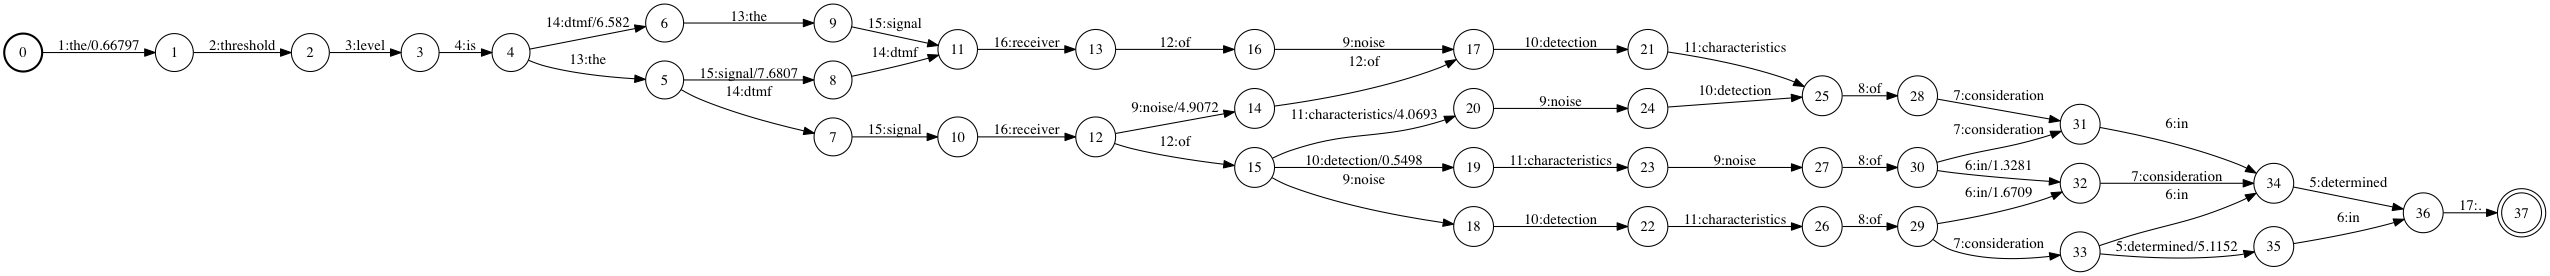 0 1:the/0.66797 1 2:threshold 2 3:level 3 4:is 4
14:dtmf/6.582 6 13:the 9 15:signal
13:the 5 15:signal/7.6807 8 14:dtmf 11 16:receiver 13 12:of 16 9:noise 17 10:detection 21 11:characteristics
14:dtmf 7 15:signal 10 16:receiver 12
9:noise/4.9072 14 12:of
12:of 15 11:characteristics/4.0693 20 9:noise 24 10:detection 25 8:of 28 7:consideration 31 6:in
10:detection/0.5498 19 11:characteristics 23 9:noise 27 8:of 30 7:consideration
6:in/1.3281 32 7:consideration 34 5:determined 36 17:. 37
9:noise 18 10:detection 22 11:characteristics 26 8:of 29 6:in/1.6709
7:consideration 33 6:in
5:determined/5.1152 35 6:in